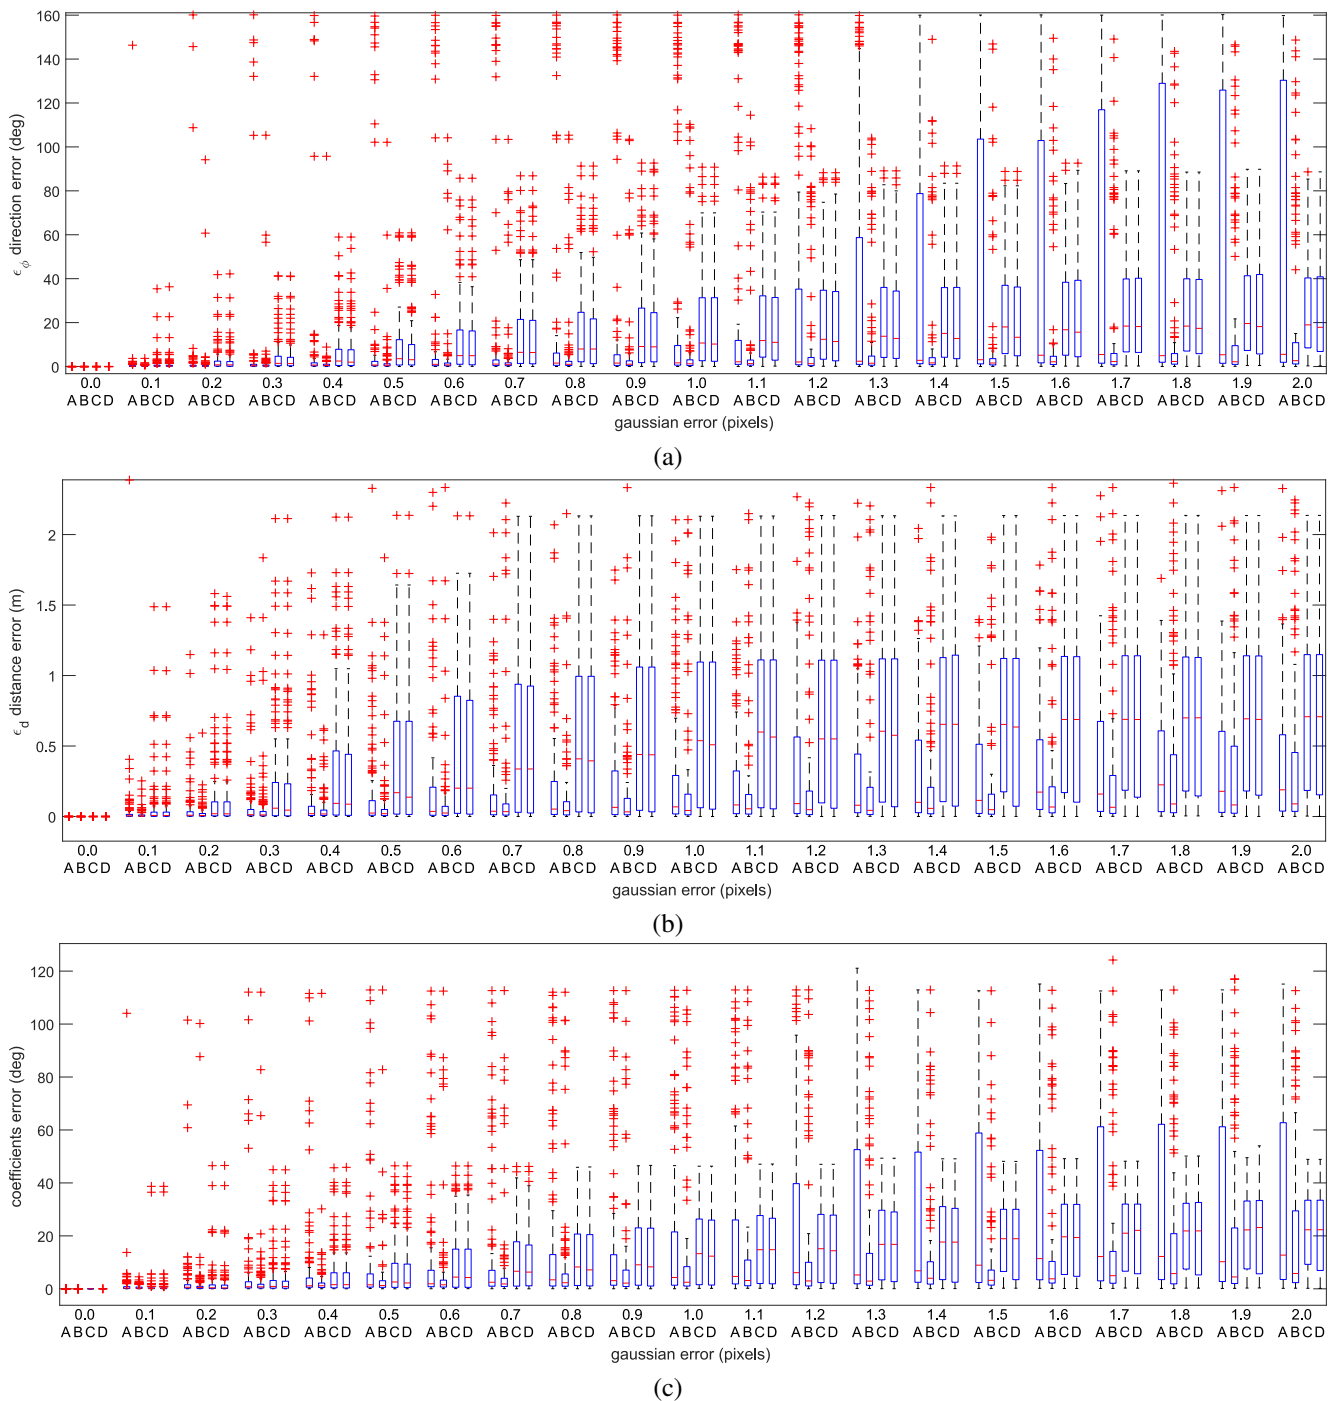 160
140
120
100
80
60
40
20
0
ϵϕ direction error (deg)
0.0 0.1 0.2 0.3 0.4 0.5 0.6 0.7 0.8 0.9 1.0 1.1 1.2 1.3 1.4 1.5 1.6 1.7 1.8 1.9 2.0
ABCD ABCD ABCD ABCD ABCD ABCD ABCD ABCD ABCD ABCD ABCD ABCD ABCD ABCD ABCD ABCD ABCD ABCD ABCD ABCD ABCD
gaussian error (pixels)
(a)
2
1.5
1
0.5
0
ϵd distance error (m)
0.0 0.1 0.2 0.3 0.4 0.5 0.6 0.7 0.8 0.9 1.0 1.1 1.2 1.3 1.4 1.5 1.6 1.7 1.8 1.9 2.0
ABCD ABCD ABCD ABCD ABCD ABCD ABCD ABCD ABCD ABCD ABCD ABCD ABCD ABCD ABCD ABCD ABCD ABCD ABCD ABCD ABCD
gaussian error (pixels)
(b)
120
100
80
60
40
20
0
coefficients error (deg)
0.0 0.1 0.2 0.3 0.4 0.5 0.6 0.7 0.8 0.9 1.0 1.1 1.2 1.3 1.4 1.5 1.6 1.7 1.8 1.9 2.0
ABCD ABCD ABCD ABCD ABCD ABCD ABCD ABCD ABCD ABCD ABCD ABCD ABCD ABCD ABCD ABCD ABCD ABCD ABCD ABCD ABCD
gaussian error (pixels)
(c)